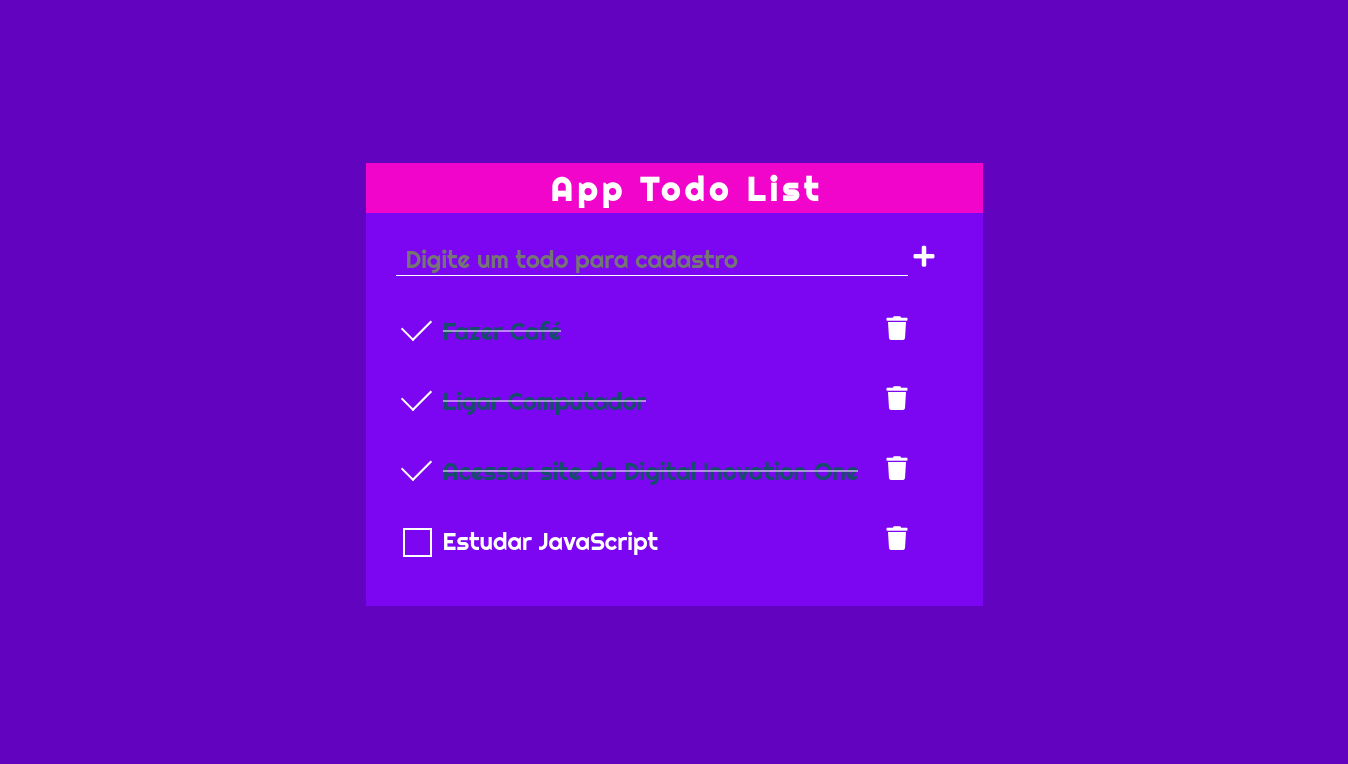 App Todo List
Digite um todo para cadastro
Fazer Café
Ligar Computador
Acessar site da Digital Inovation One
Estudar JavaScript